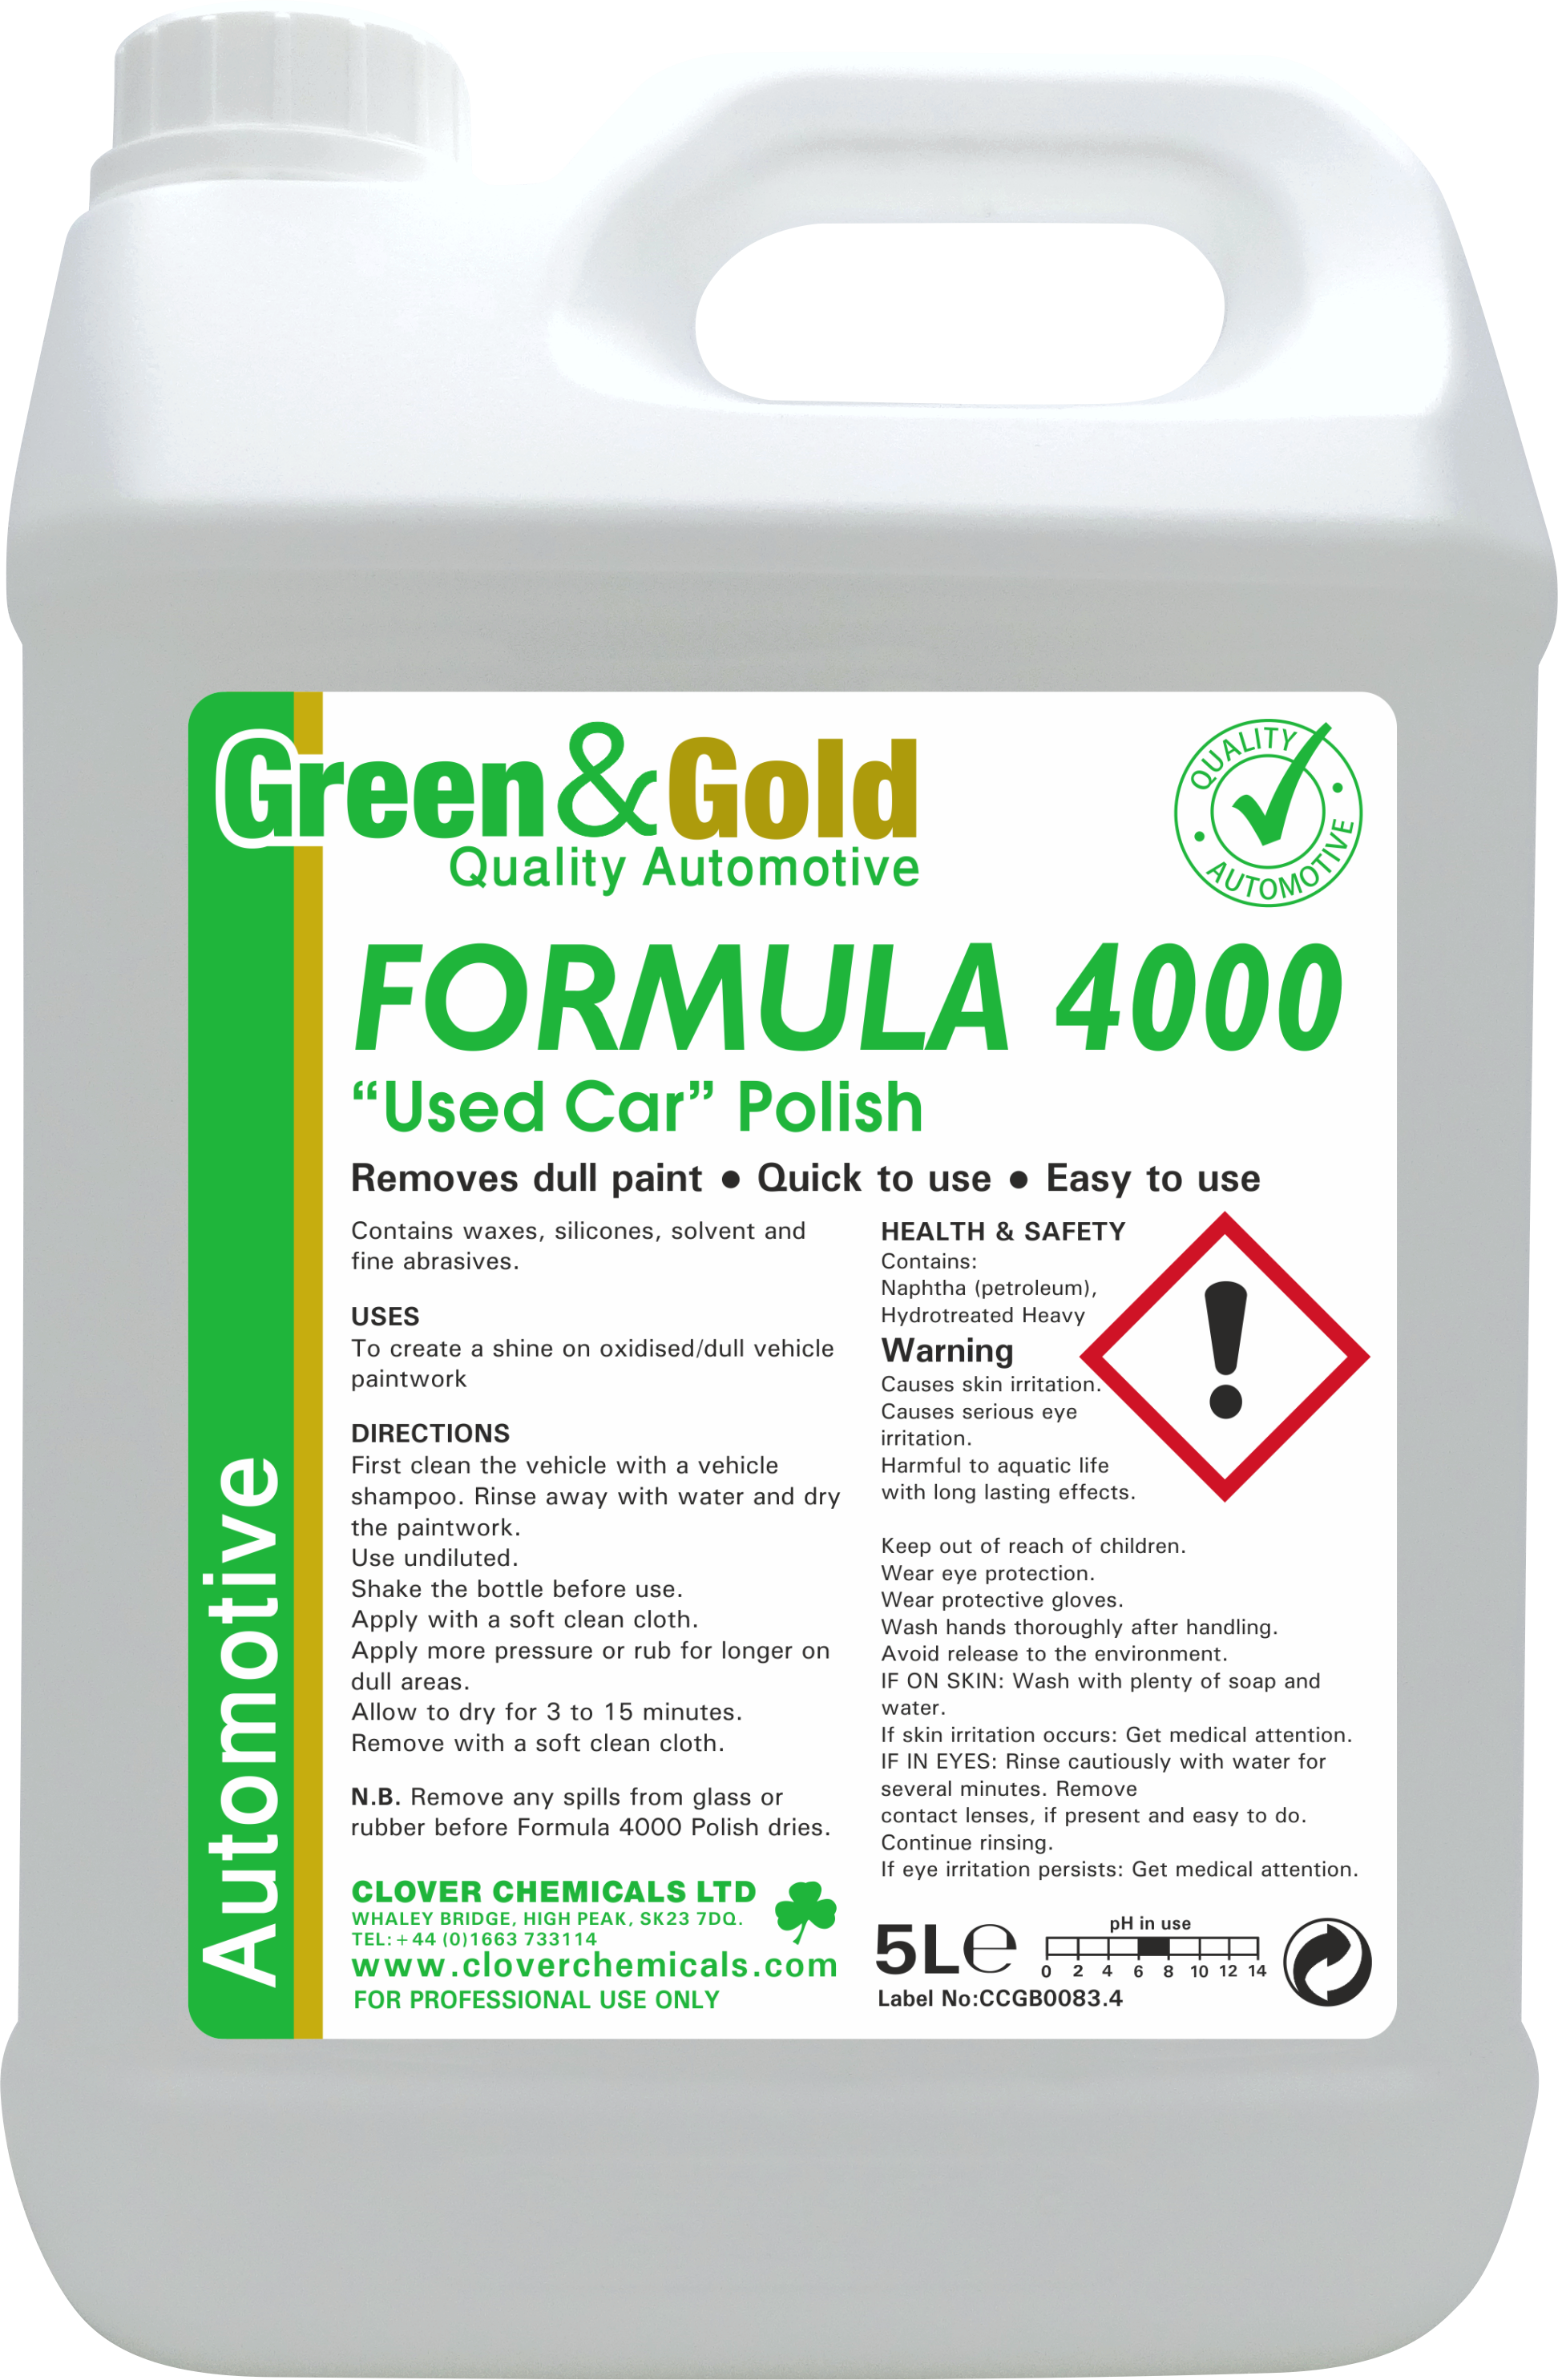 Green&Gold
Quality Automotive
QUALITY
AUTOMOTIVE
FORMULA 4000
“Used Car” Polish
Removes dull paint • Quick to use • Easy to use
Contains waxes, silicones, solvent and
fine abrasives.
USES
To create a shine on oxidised/dull vehicle
paintwork
DIRECTIONS
First clean the vehicle with a vehicle
shampoo. Rinse away with water and dry
the paintwork.
Use undiluted.
Shake the bottle before use.
Apply with a soft clean cloth.
Apply more pressure or rub for longer on
dull areas.
Allow to dry for 3 to 15 minutes.
Remove with a soft clean cloth.
N.B. Remove any spills from glass or
rubber before Formula 4000 Polish dries.
CLOVER CHEMICALS LTD
WHALEY BRIDGE, HIGH PEAK, SK23 7DQ.
TEL:+44 (0)1663 733114
www.cloverchemicals.com
FOR PROFESSIONAL USE ONLY
HEALTH & SAFETY
Contains:
Naphtha (petroleum),
Hydrotreated Heavy
Warning
Causes skin irritation.
Causes serious eye
irritation.
Harmful to aquatic life
with long lasting effects.
Keep out of reach of children.
Wear eye protection.
Wear protective gloves.
Wash hands thoroughly after handling.
Avoid release to the environment.
IF ON SKIN: Wash with plenty of soap and
water.
If skin irritation occurs: Get medical attention.
IF IN EYES: Rinse cautiously with water for
several minutes. Remove
contact lenses, if present and easy to do.
Continue rinsing.
If eye irritation persists: Get medical attention.
5L℮
pH in use
0 2 4 6 8 10 12 14
Label No:CCGB0083.4
Automotive